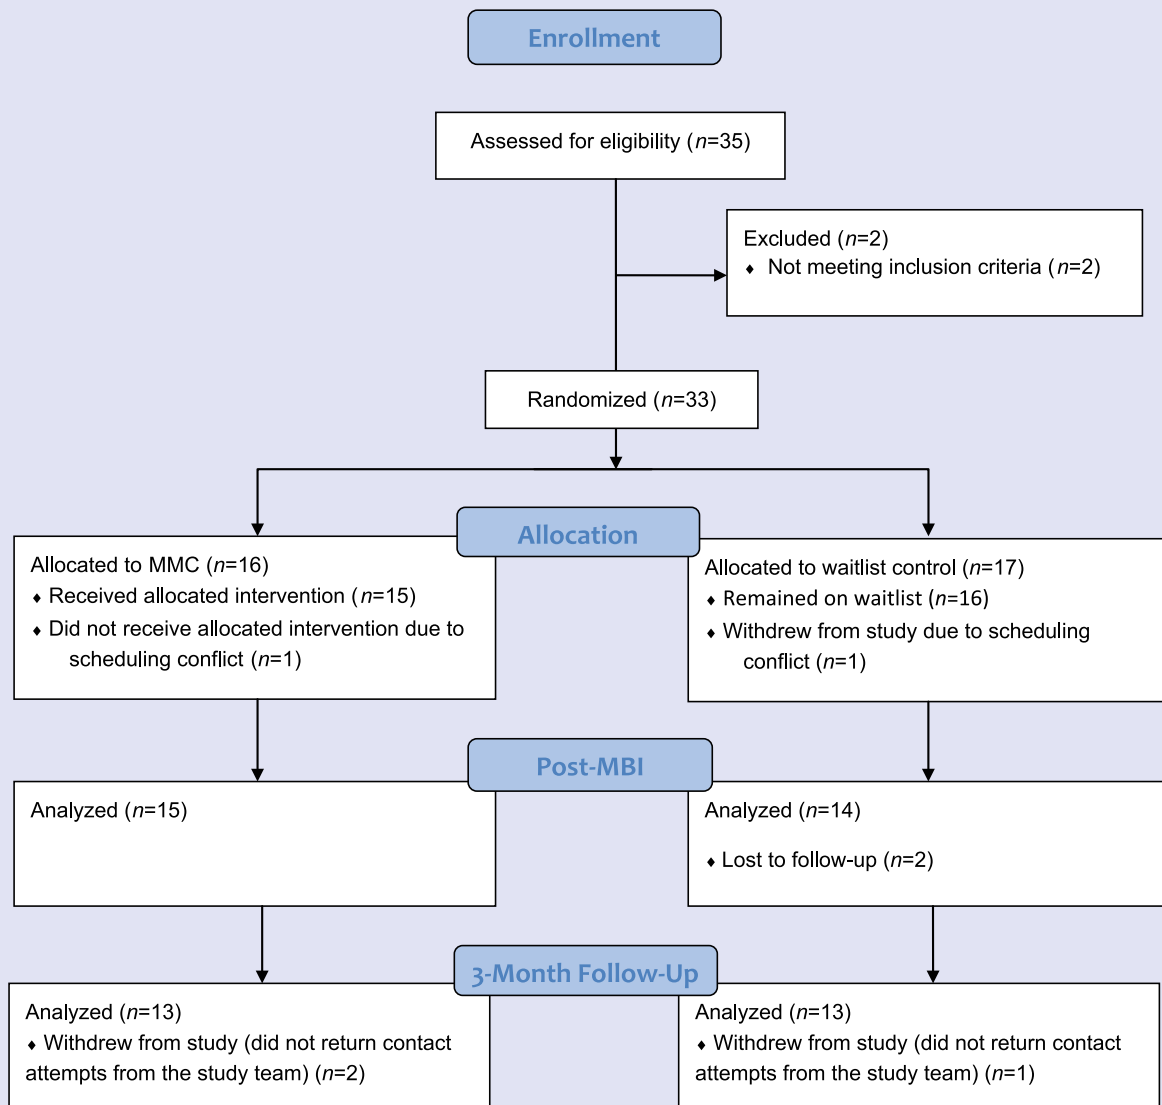 Enrollment
Assessed for eligibility (n=35)
Excluded (n=2)
♦ Not meeting inclusion criteria (n=2)
Randomized (n=33)
Allocation
Allocated to MMC (n=16)
♦ Received allocated intervention (n=15)
♦ Did not receive allocated intervention due to
scheduling conflict (n=1)
Allocated to waitlist control (n=17)
♦ Remained on waitlist (n=16)
♦ Withdrew from study due to scheduling
conflict (n=1)
Post-MBI
Analyzed (n=15)
Analyzed (n=14)
♦ Lost to follow-up (n=2)
3-Month Follow-Up
Analyzed (n=13)
♦ Withdrew from study (did not return contact
attempts from the study team) (n=2)
Analyzed (n=13)
♦ Withdrew from study (did not return contact
attempts from the study team) (n=1)